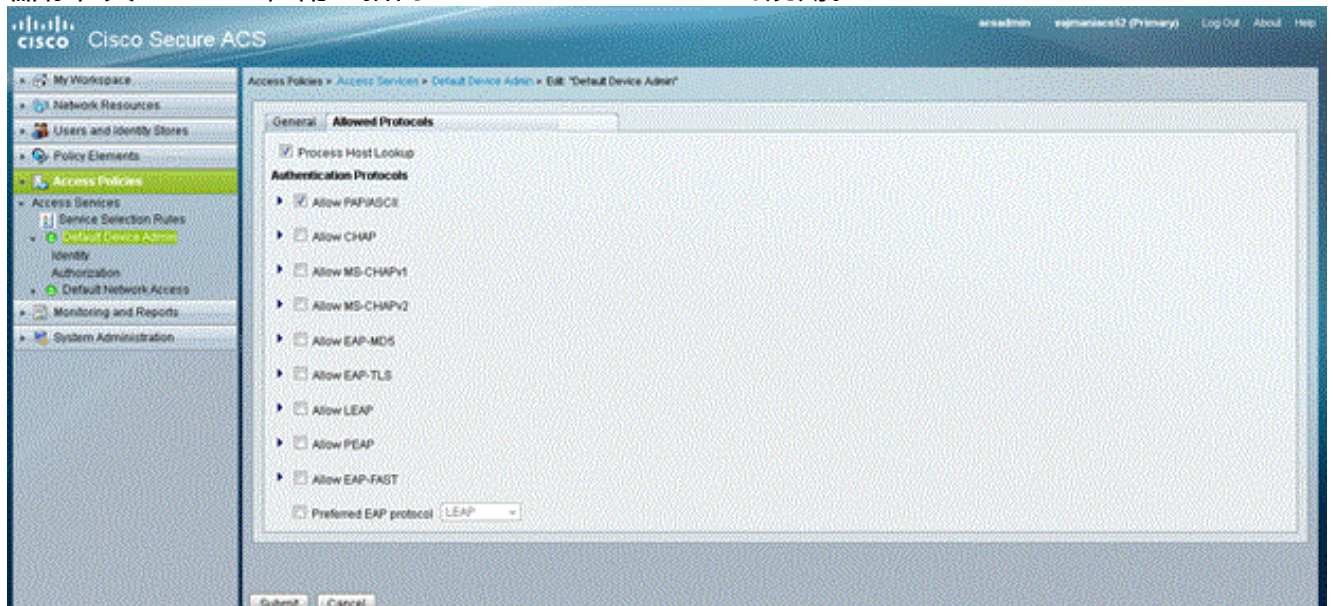 cisco Cisco Secure ACS
acsadmin
(Primary) Log Out About Help
My Workspace
Network Resources
Users and Identity Stores
Policy Elements
Access Policies
Access Services
Service Selection Rules
Default Device Admin
Identity
Authorization
Default Network Access
Monitoring and Reports
System Administration
Access Policies > Access Services > Default Device Admin > Edit: "Default Device Admin"
General Allowed Protocols
Process Host Lookup
Authentication Protocols
Allow PAP/ASCII
Allow CHAP
Allow MS-CHAPv1
Allow MS-CHAPv2
Allow EAP-MD5
Allow EAP-TLS
Allow LEAP
Allow PEAP
Allow EAP-FAST
Preferred EAP protocol LEAP
Submit Cancel